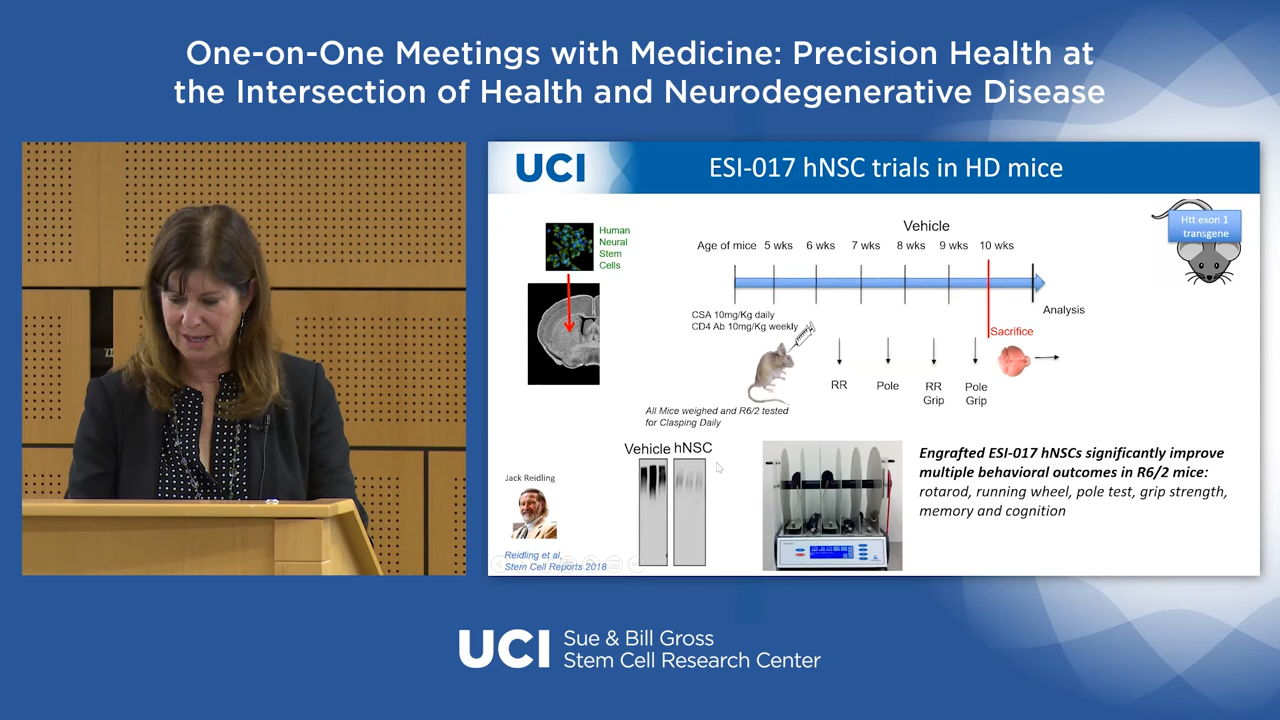 One-on-One Meetings with Medicine: Precision Health at
the Intersection of Health and Neurodegenerative Disease
UCI
ESI-017 hNSC trials in HD mice
Human
Neural
Stem
Cells
Vehicle
Age of mice 5 wks 6 wks 7 wks 8 wks 9 wks 10 wks
Htt exon 1
transgene
CSA 10mg/Kg daily
CD4 Ab 10mg/Kg weekly
Analysis
Sacrifice
RR
Pole
RR
Grip
Pole
Grip
All Mice weighed and R6/2 tested
for Clasping Daily
Vehicle hNSC
Jack Reidling
Reidling et al,
Stem Cell Reports 2018
Engrafted ESI-017 hNSCs significantly improve
multiple behavioral outcomes in R6/2 mice:
rotarod, running wheel, pole test, grip strength,
memory and cognition
UCI Sue & Bill Gross
Stem Cell Research Center